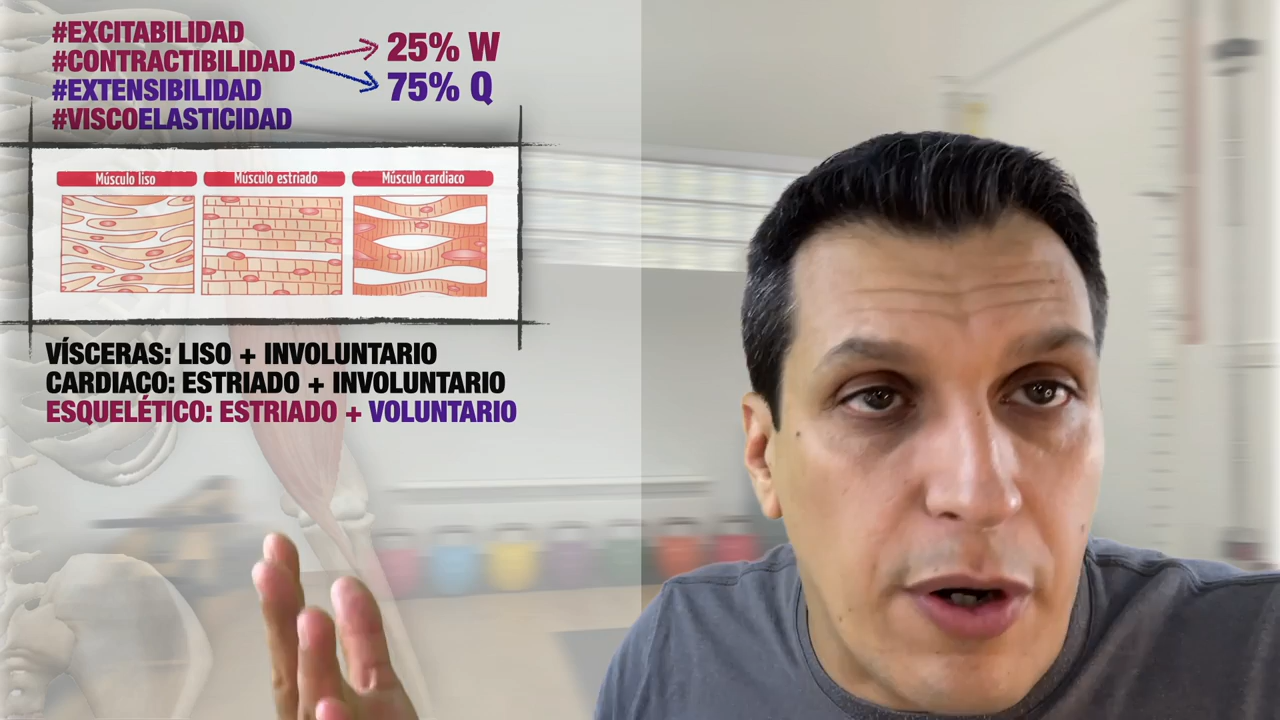 #EXCITABILIDAD
#CONTRACTIBILIDAD
25% W
75% Q
#EXTENSIBILIDAD
#VISCOELASTICIDAD
Músculo liso
Músculo estriado
Músculo cardiaco
VÍSCERAS: LISO + INVOLUNTARIO
CARDIACO: ESTRIADO + INVOLUNTARIO
ESQUELÉTICO: ESTRIADO + VOLUNTARIO